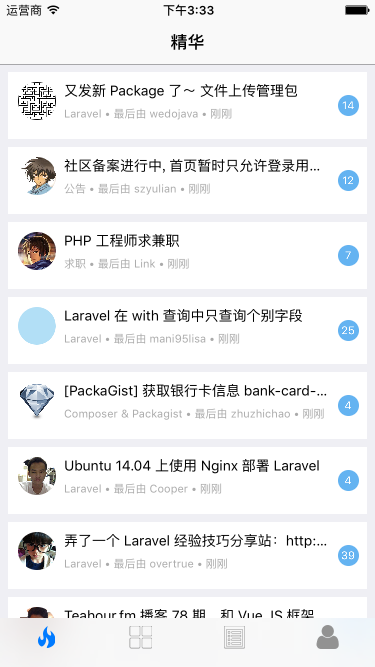 运营商 下午3:33
精华
又发新 Package 了～ 文件上传管理包
Laravel • 最后由 wedojava • 刚刚
14
社区备案进行中, 首页暂时只允许登录用...
公告 • 最后由 szyulian • 刚刚
12
PHP 工程师求兼职
求职 • 最后由 Link • 刚刚
7
Laravel 在 with 查询中只查询个别字段
Laravel • 最后由 mani95lisa • 刚刚
25
[PackaGist] 获取银行卡信息 bank-card-...
Composer & Packagist • 最后由 zhuzhichao • 刚刚
4
Ubuntu 14.04 上使用 Nginx 部署 Laravel
Laravel • 最后由 Cooper • 刚刚
4
弄了一个 Laravel 经验技巧分享站：http:...
Laravel • 最后由 overtrue • 刚刚
39
Teahour.fm 播客 78 期，和 Vue.JS 框架